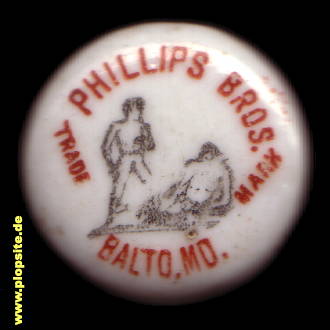 PHILLIPS BROS.
TRADE MARK
BALTO, MD.
www.plopsite.de